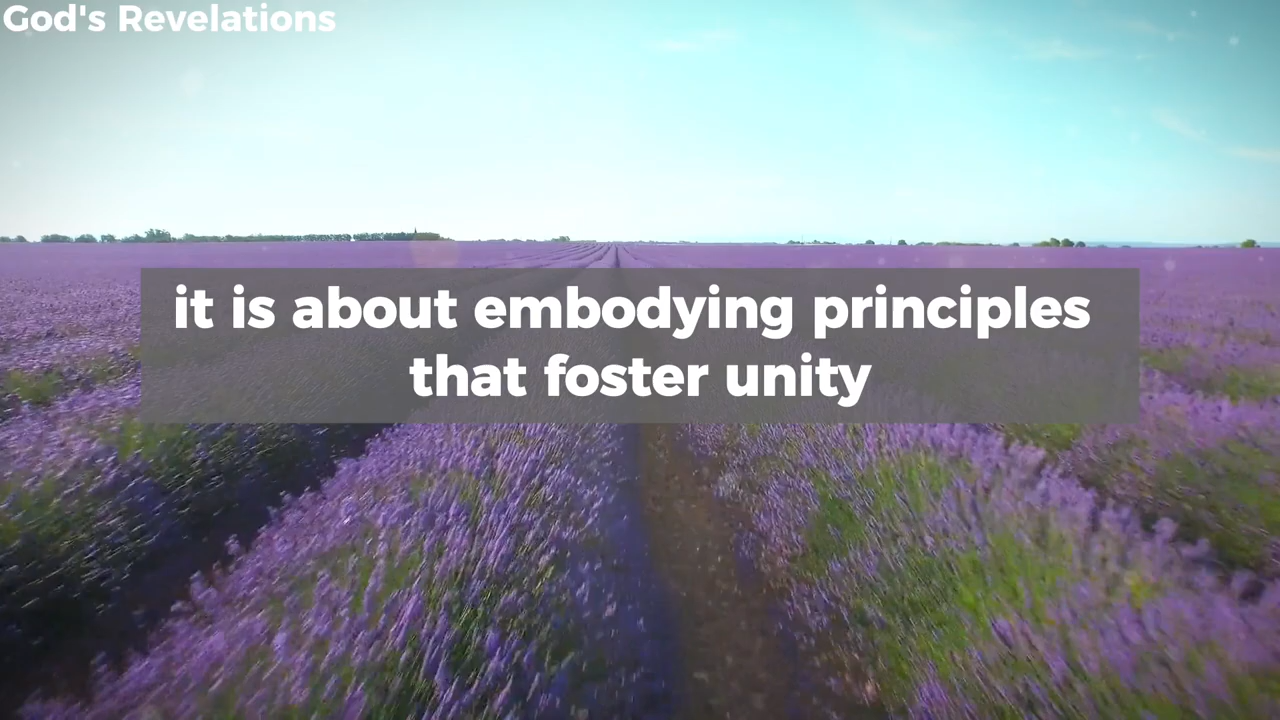 God's Revelations
it is about embodying principles
that foster unity